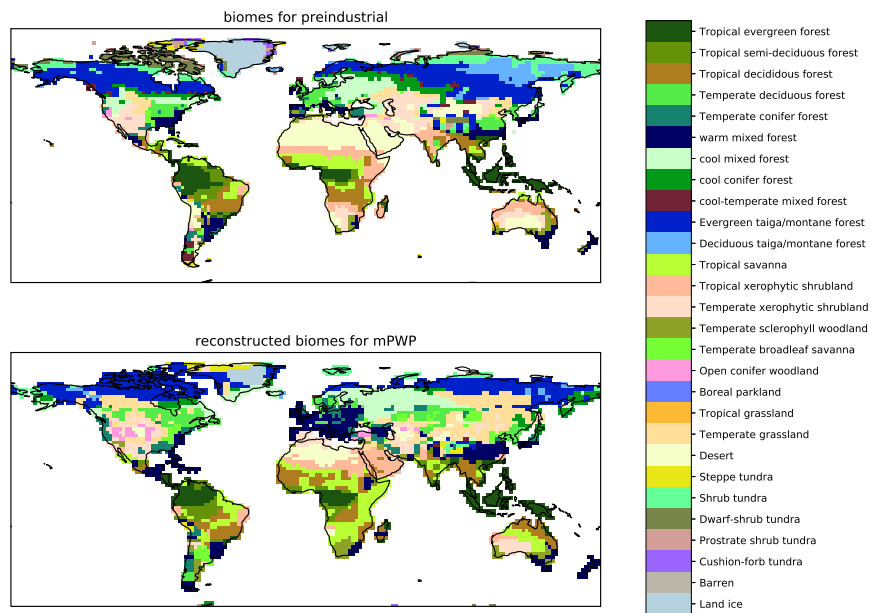 biomes for preindustrial
reconstructed biomes for mPWP
Tropical evergreen forest
Tropical semi-deciduous forest
Tropical decididous forest
Temperate deciduous forest
Temperate conifer forest
warm mixed forest
cool mixed forest
cool conifer forest
cool-temperate mixed forest
Evergreen taiga/montane forest
Deciduous taiga/montane forest
Tropical savanna
Tropical xerophytic shrubland
Temperate xerophytic shrubland
Temperate sclerophyll woodland
Temperate broadleaf savanna
Open conifer woodland
Boreal parkland
Tropical grassland
Temperate grassland
Desert
Steppe tundra
Shrub tundra
Dwarf-shrub tundra
Prostrate shrub tundra
Cushion-forb tundra
Barren
Land ice